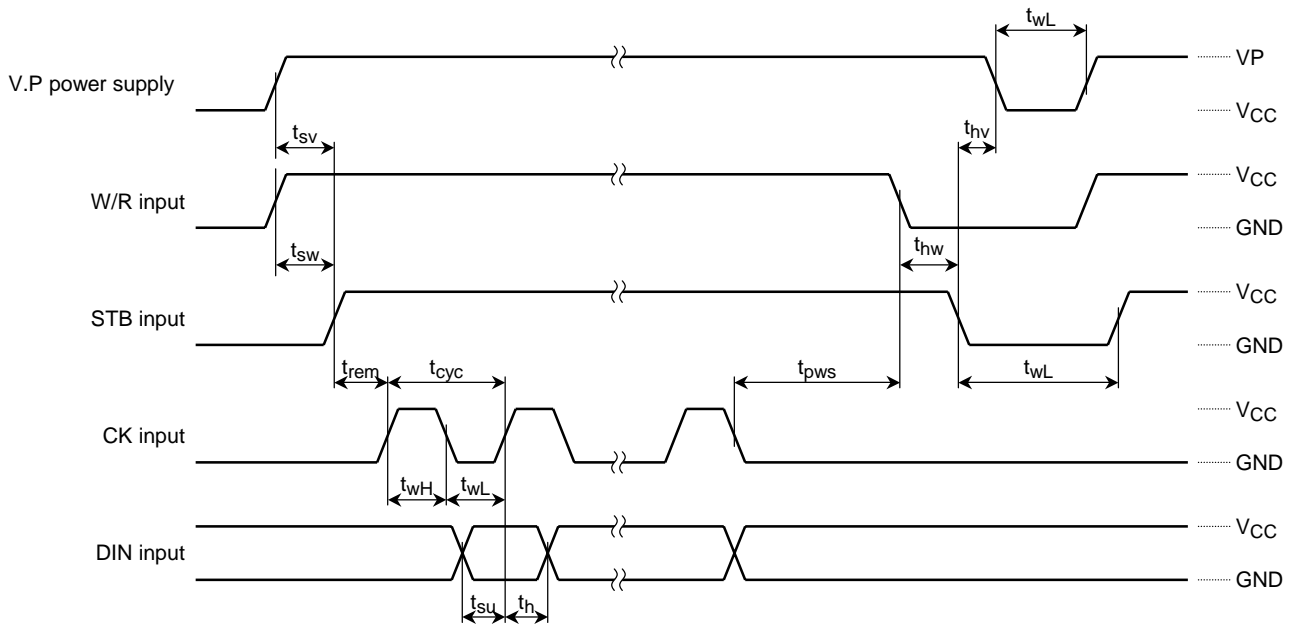 t_wL
V.P power supply
VP
V_CC
t_sv
t_hv
W/R input
V_CC
GND
t_sw
t_hw
STB input
V_CC
GND
t_rem
t_cyc
t_pws
t_wL
CK input
V_CC
GND
t_wH
t_wL
DIN input
V_CC
GND
t_su
t_h